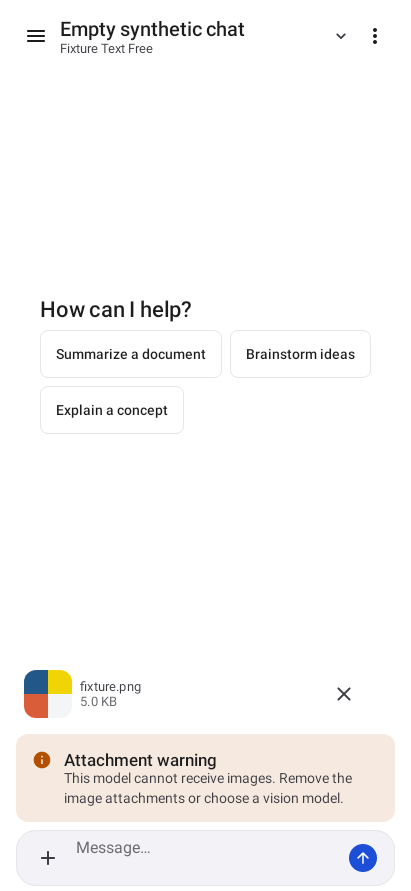 Empty synthetic chat
Fixture Text Free
How can I help?
Summarize a document
Brainstorm ideas
Explain a concept
fixture.png
5.0 KB
Attachment warning
This model cannot receive images. Remove the
image attachments or choose a vision model.
Message…